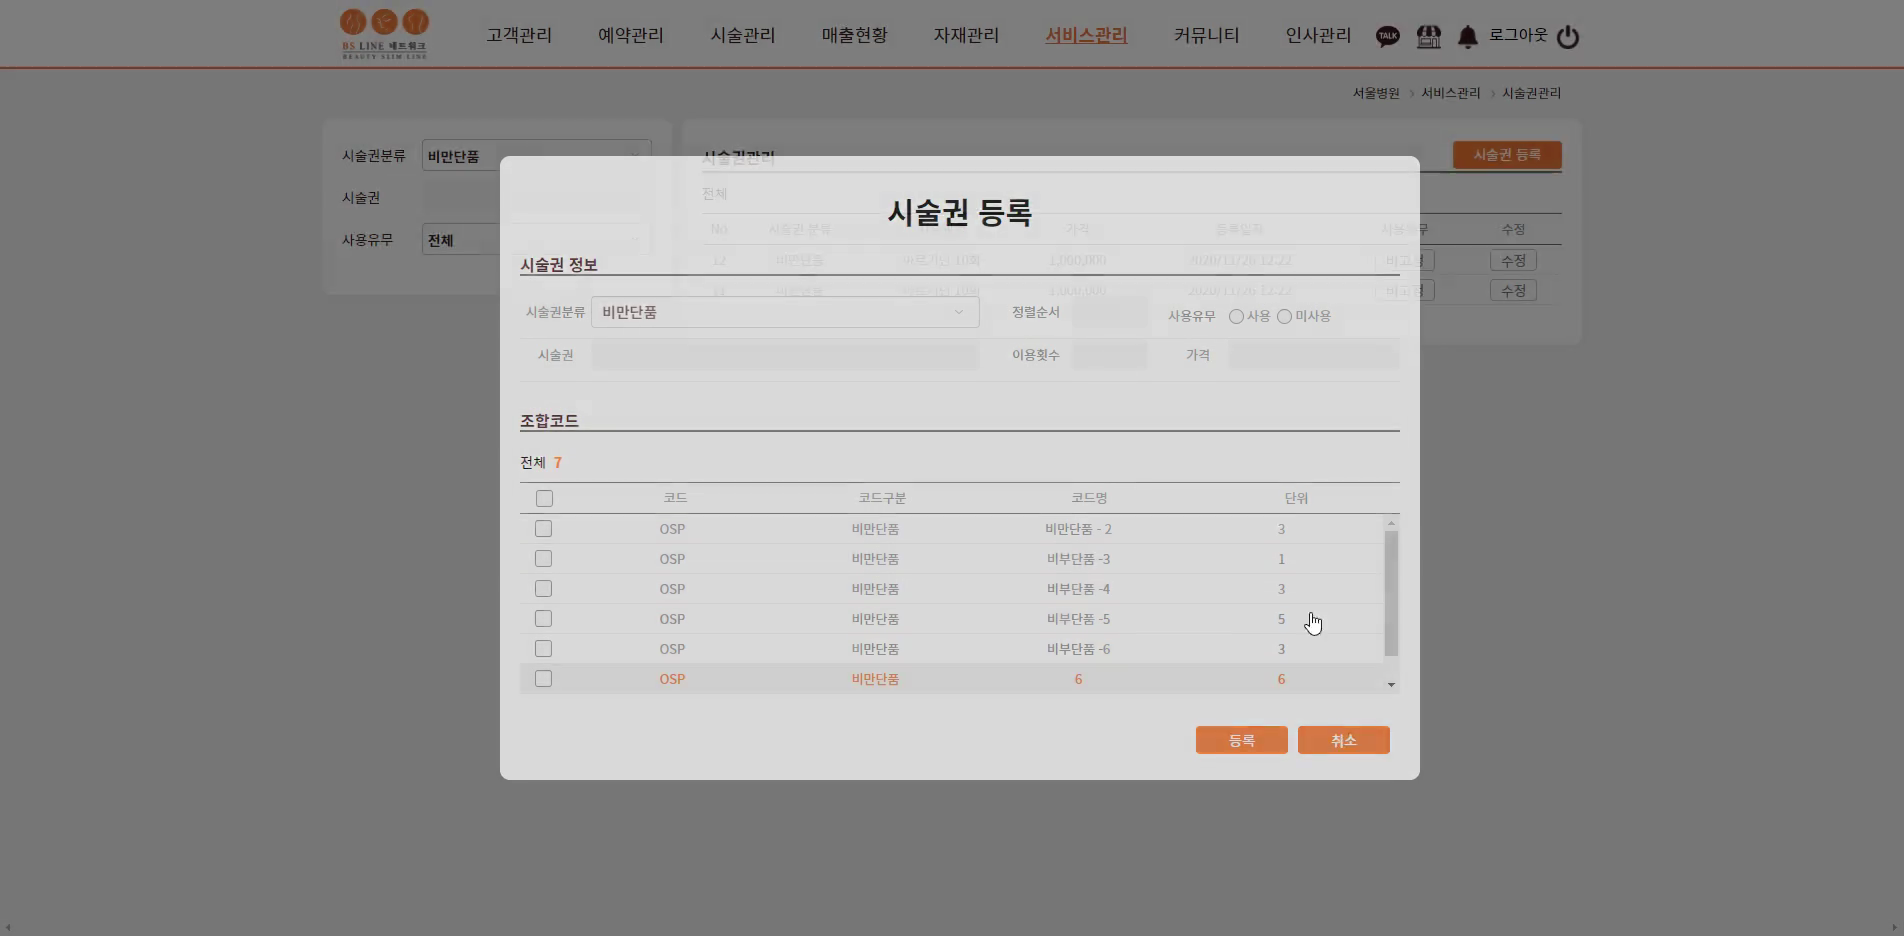 BS LINE 네트워크
BEAUTY SLIM LINE
고객관리 예약관리 시술관리 매출현황 자재관리 서비스관리 커뮤니티 인사관리 TALK 로그아웃
서울병원 > 서비스관리 > 시술권관리
시술권분류 비만단품
시술권
사용유무 전체
시술권관리 시술권 등록
전체
No 시술권 분류 가격 등록일자 사용유무 수정
12 비만단품 아르기닌 10회 1,000,000 2020/11/26 12:22 수정
11 비만단품 아르기닌 10회 1,000,000 2020/11/26 12:22 수정
시술권 등록
시술권 정보
시술권분류 비만단품 정렬순서 사용유무 사용 미사용
시술권 이용횟수 가격
조합코드
전체 7
코드 코드구분 코드명 단위
OSP 비만단품 비만단품 - 2 3
OSP 비만단품 비부단품 -3 1
OSP 비만단품 비부단품 -4 3
OSP 비만단품 비부단품 -5 5
OSP 비만단품 비부단품 -6 3
OSP 비만단품 6 6
등록 취소